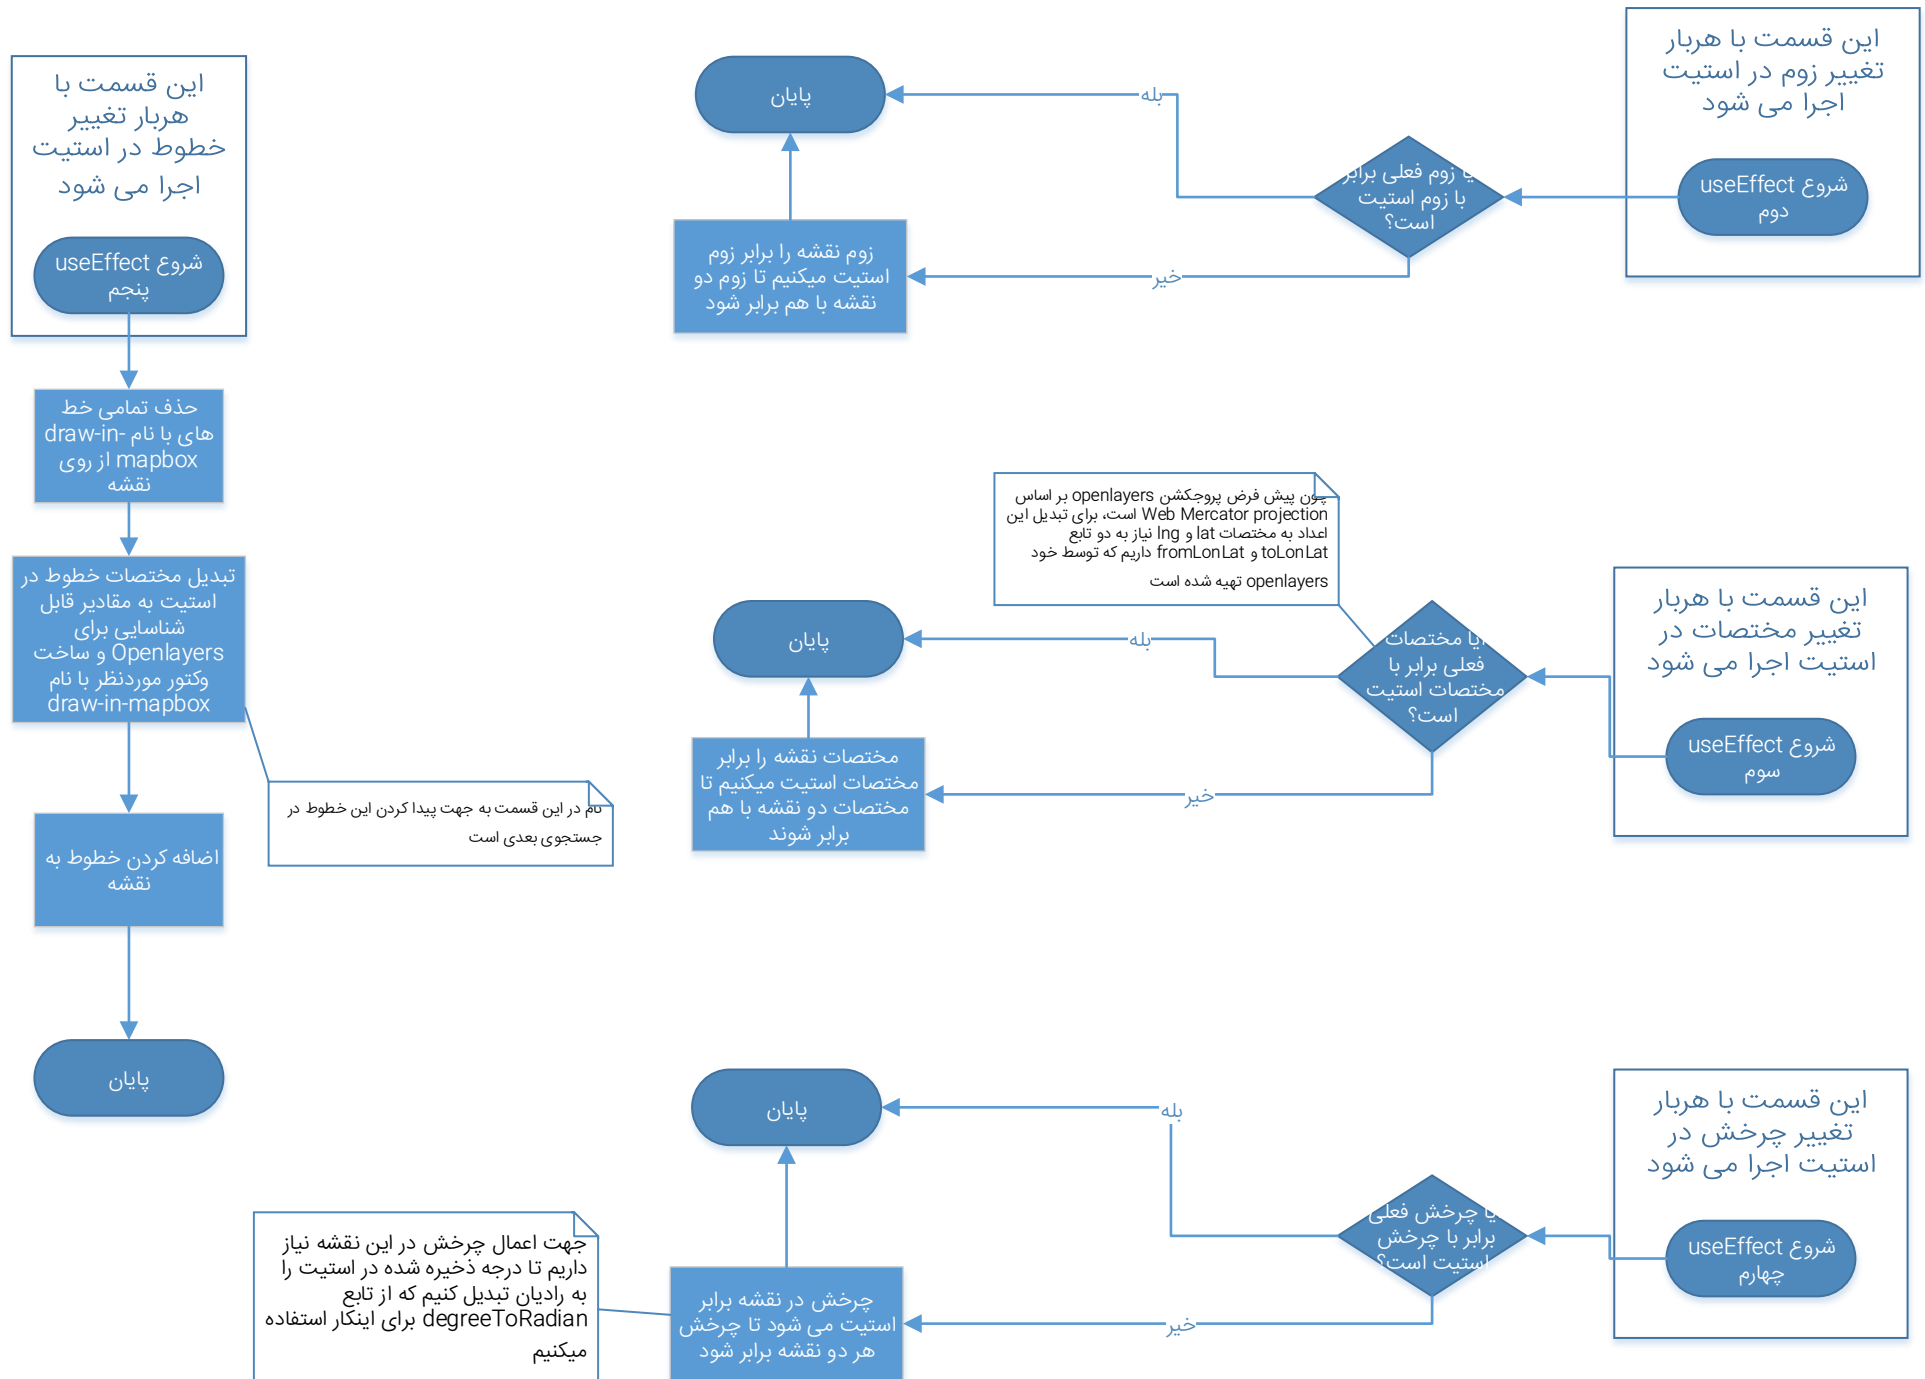 این قسمت با هربار
تغییر زوم در استیت
اجرا می شود
شروع useEffect
دوم
یا زوم فعلی برابر
با زوم استیت
است؟
بله
خیر
پایان
زوم نقشه را برابر زوم
استیت میکنیم تا زوم دو
نقشه با هم برابر شود
این قسمت با
هربار تغییر
خطوط در استیت
اجرا می شود
شروع useEffect
پنجم
حذف تمامی خط
های با نام draw-in-
mapbox از روی
نقشه
تبدیل مختصات خطوط در
استیت به مقادیر قابل
شناسایی برای
Openlayers و ساخت
وکتور موردنظر با نام
draw-in-mapbox
نام در این قسمت به جهت پیدا کردن این خطوط در
جستجوی بعدی است
اضافه کردن خطوط به
نقشه
پایان
چون پیش فرض پروجکشن openlayers بر اساس
Web Mercator projection است، برای تبدیل این
اعداد به مختصات lat و lng نیاز به دو تابع
toLonLat و fromLonLat داریم که توسط خود
openlayers تهیه شده است
این قسمت با هربار
تغییر مختصات در
استیت اجرا می شود
شروع useEffect
سوم
ایا مختصات
فعلی برابر با
مختصات استیت
است؟
بله
خیر
پایان
مختصات نقشه را برابر
مختصات استیت میکنیم تا
مختصات دو نقشه با هم
برابر شوند
این قسمت با هربار
تغییر چرخش در
استیت اجرا می شود
شروع useEffect
چهارم
یا چرخش فعلی
برابر با چرخش
استیت است؟
بله
خیر
پایان
چرخش در نقشه برابر
استیت می شود تا چرخش
هر دو نقشه برابر شود
جهت اعمال چرخش در این نقشه نیاز
داریم تا درجه ذخیره شده در استیت را
به رادیان تبدیل کنیم که از تابع
degreeToRadian برای اینکار استفاده
میکنیم